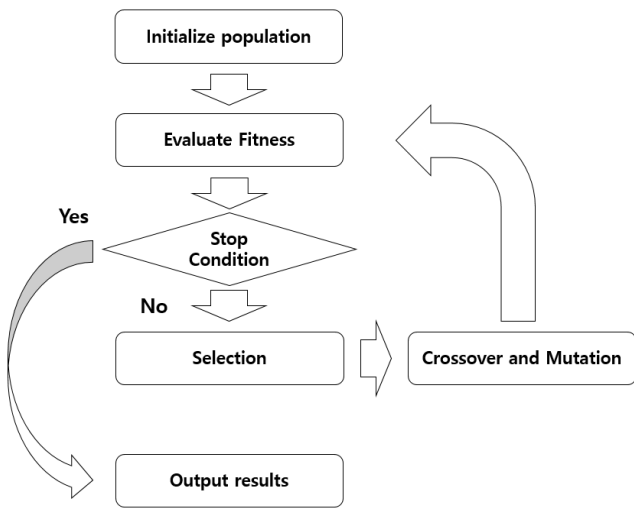 Initialize population
Evaluate Fitness
Yes
Stop
Condition
No
Selection
Crossover and Mutation
Output results